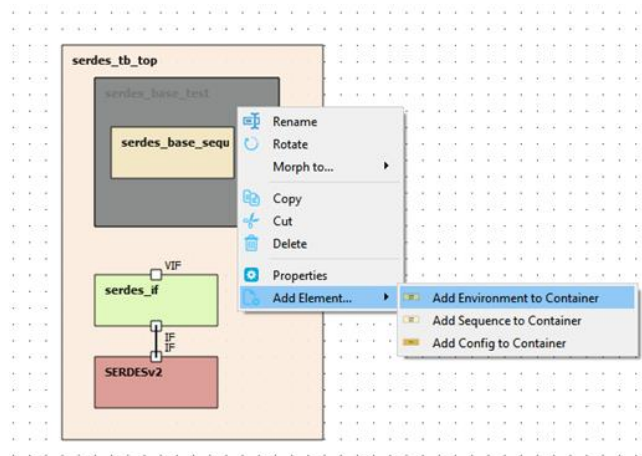 serdes_tb_top
serdes_base_test
serdes_base_sequ
Rename
Rotate
Morph to...
Copy
Cut
Delete
Properties
Add Element...
Add Environment to Container
Add Sequence to Container
Add Config to Container
VIF
serdes_if
IF
IF
SERDESv2